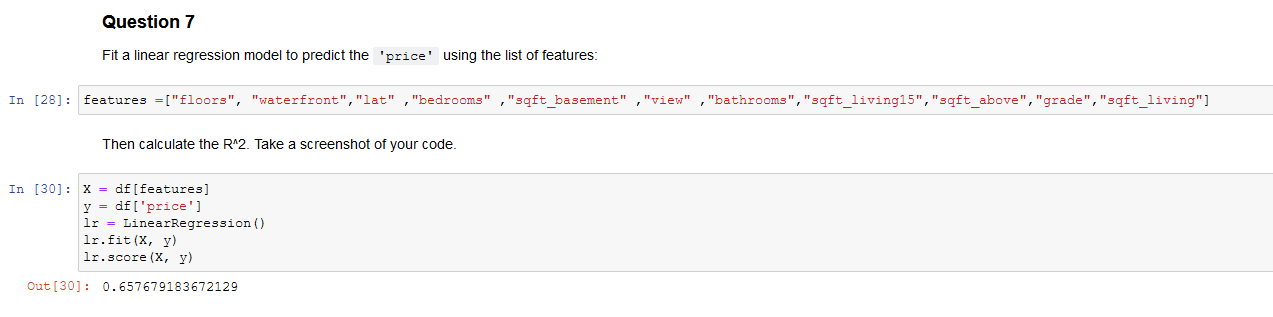 Question 7
Fit a linear regression model to predict the 'price' using the list of features:
In [28]: features =["floors", "waterfront","lat" ,"bedrooms" ,"sqft_basement" ,"view" ,"bathrooms","sqft_living15","sqft_above","grade","sqft_living"]
Then calculate the R^2. Take a screenshot of your code.
In [30]: X = df[features]
y = df['price']
lr = LinearRegression()
lr.fit(X, y)
lr.score(X, y)
Out[30]: 0.657679183672129